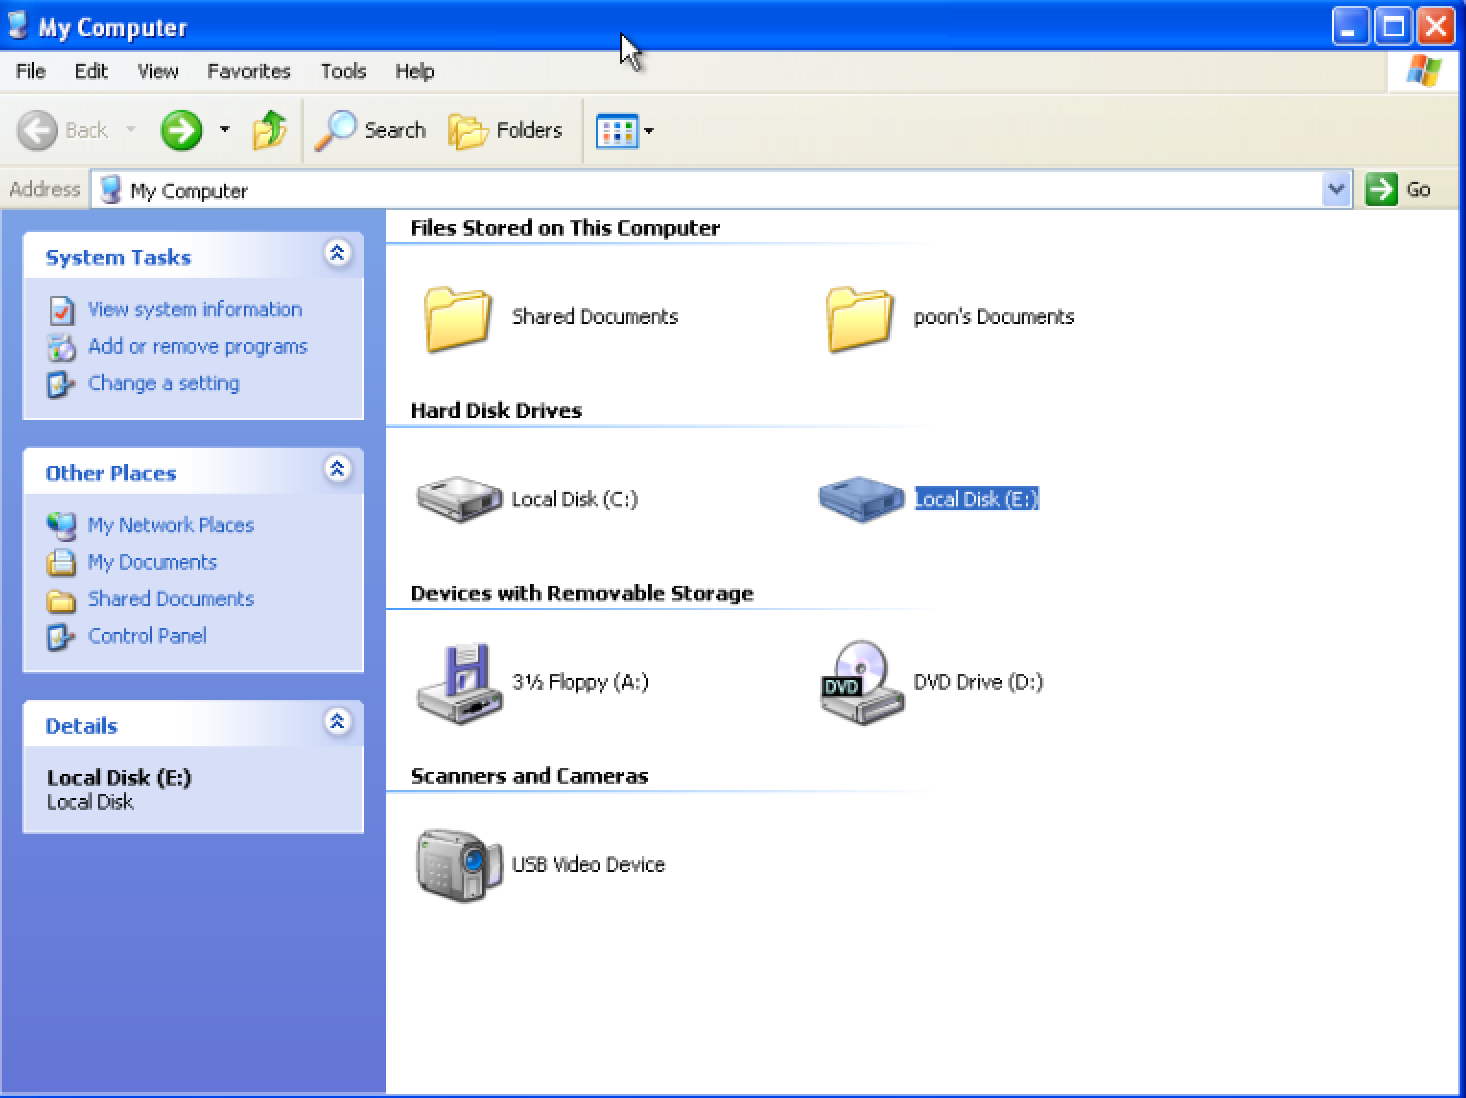 My Computer
File Edit View Favorites Tools Help
Back Search Folders
Address My Computer Go
System Tasks
View system information
Add or remove programs
Change a setting
Other Places
My Network Places
My Documents
Shared Documents
Control Panel
Details
Local Disk (E:)
Local Disk
Files Stored on This Computer
Shared Documents poon's Documents
Hard Disk Drives
Local Disk (C:) Local Disk (E:)
Devices with Removable Storage
3½ Floppy (A:) DVD DVD Drive (D:)
Scanners and Cameras
USB Video Device